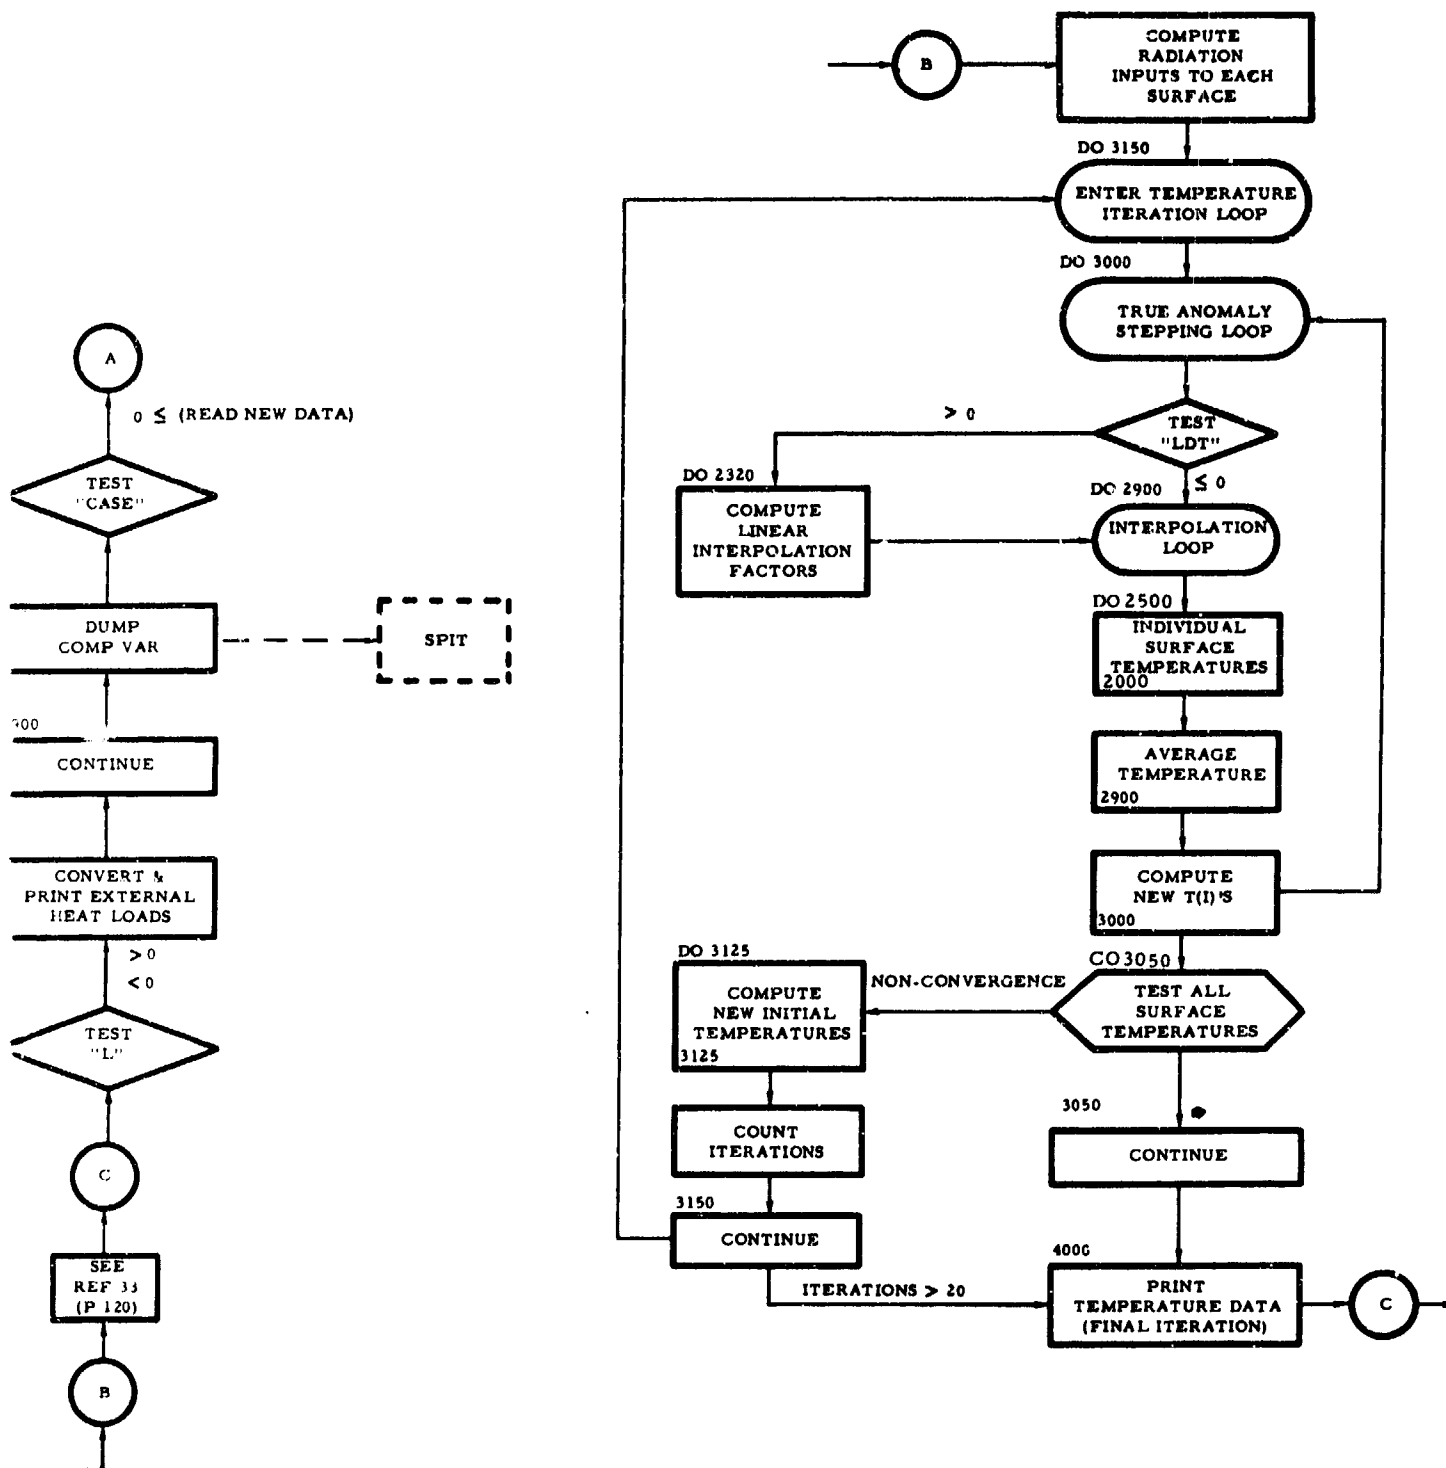 A
0 ≤ (READ NEW DATA)
TEST
"CASE"
DUMP
COMP VAR
SPIT
900
CONTINUE
CONVERT &
PRINT EXTERNAL
HEAT LOADS
> 0
< 0
TEST
"L"
C
SEE
REF 33
(P 120)
B
B
COMPUTE
RADIATION
INPUTS TO EACH
SURFACE
DO 3150
ENTER TEMPERATURE
ITERATION LOOP
DO 3000
TRUE ANOMALY
STEPPING LOOP
> 0
TEST
"LDT"
≤ 0
DO 2320
COMPUTE
LINEAR
INTERPOLATION
FACTORS
DO 2900
INTERPOLATION
LOOP
DO 2500
INDIVIDUAL
SURFACE
TEMPERATURES
2000
AVERAGE
TEMPERATURE
2900
COMPUTE
NEW T(I)'S
3000
CO 3050
NON-CONVERGENCE
TEST ALL
SURFACE
TEMPERATURES
DO 3125
COMPUTE
NEW INITIAL
TEMPERATURES
3125
COUNT
ITERATIONS
3150
CONTINUE
3050
CONTINUE
ITERATIONS > 20
4000
PRINT
TEMPERATURE DATA
(FINAL ITERATION)
C